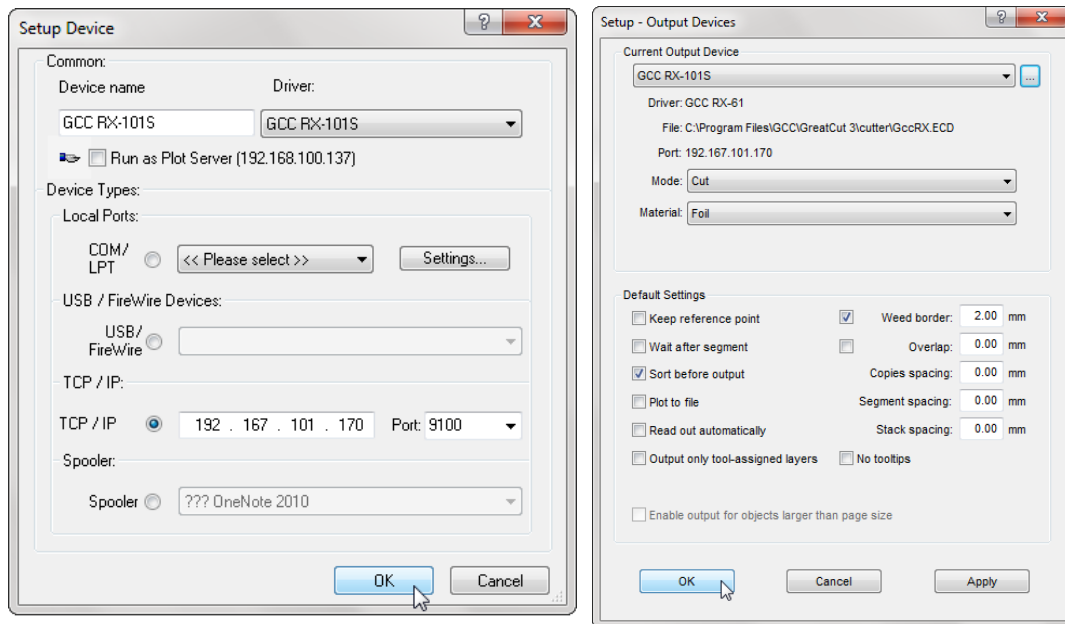 Setup Device
Common:
Device name Driver:
GCC RX-101S GCC RX-101S
Run as Plot Server (192.168.100.137)
Device Types:
Local Ports:
COM/
LPT << Please select >> Settings...
USB / FireWire Devices:
USB/
FireWire
TCP / IP:
TCP / IP 192 . 167 . 101 . 170 Port: 9100
Spooler:
Spooler ??? OneNote 2010
OK Cancel
Setup - Output Devices
Current Output Device
GCC RX-101S ...
Driver: GCC RX-61
File: C:\Program Files\GCC\GreatCut 3\cutter\GccRX.ECD
Port: 192.167.101.170
Mode: Cut
Material: Foil
Default Settings
Keep reference point Weed border: 2.00 mm
Wait after segment Overlap: 0.00 mm
Sort before output Copies spacing: 0.00 mm
Plot to file Segment spacing: 0.00 mm
Read out automatically Stack spacing: 0.00 mm
Output only tool-assigned layers No tooltips
Enable output for objects larger than page size
OK Cancel Apply